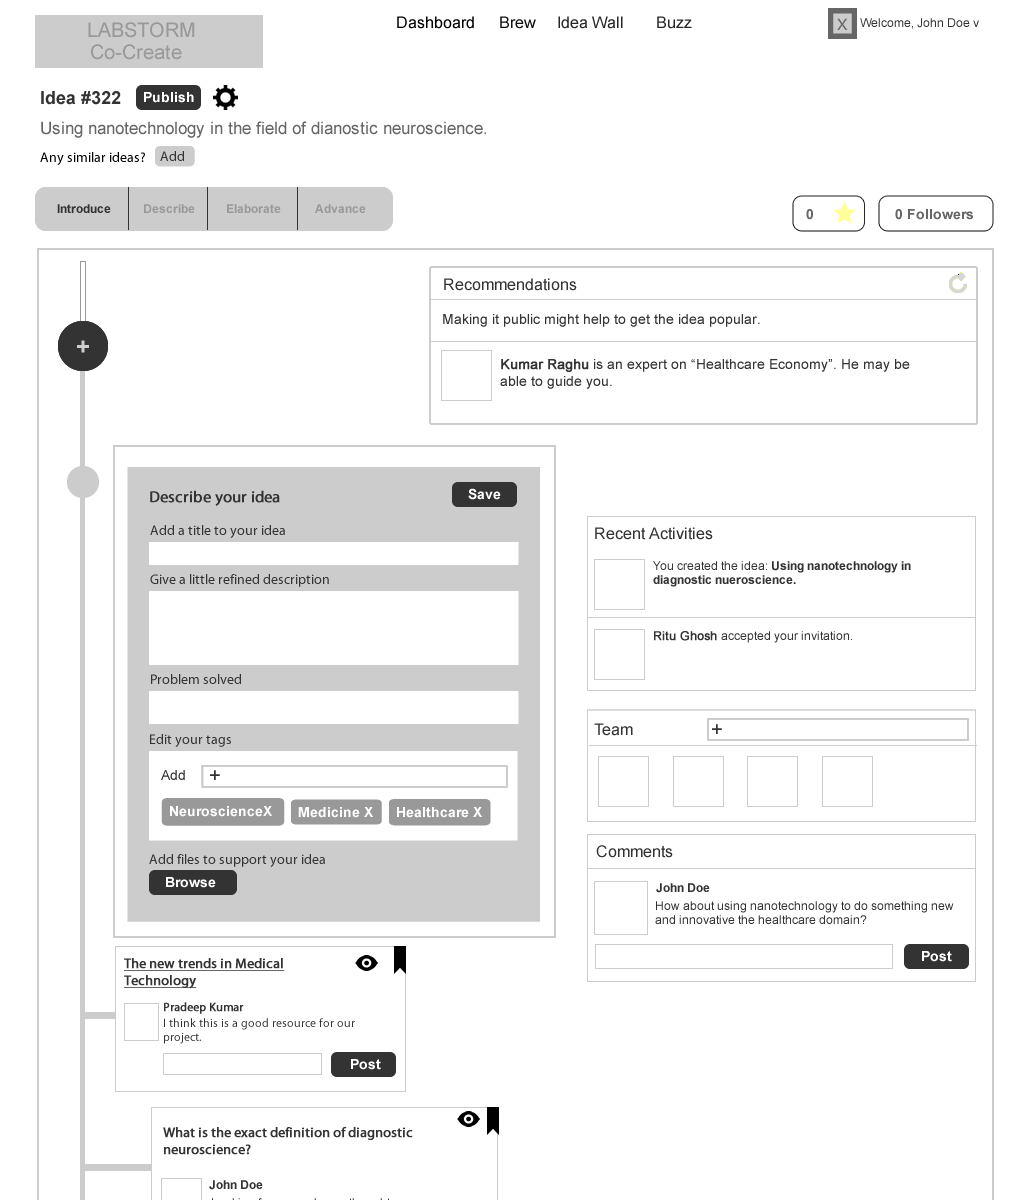 LABSTORM
Co-Create
Dashboard Brew Idea Wall Buzz
X Welcome, John Doe v
Idea #322 Publish
Using nanotechnology in the field of dianostic neuroscience.
Any similar ideas? Add
Introduce Describe Elaborate Advance
0 0 Followers
+
Recommendations
Making it public might help to get the idea popular.
Kumar Raghu is an expert on “Healthcare Economy”. He may be
able to guide you.
Describe your idea Save
Add a title to your idea
Give a little refined description
Problem solved
Edit your tags
Add +
NeuroscienceX Medicine X Healthcare X
Add files to support your idea
Browse
Recent Activities
You created the idea: Using nanotechnology in
diagnostic nueroscience.
Ritu Ghosh accepted your invitation.
Team +
Comments
John Doe
How about using nanotechnology to do something new
and innovative the healthcare domain?
Post
The new trends in Medical
Technology
Pradeep Kumar
I think this is a good resource for our
project.
Post
What is the exact definition of diagnostic
neuroscience?
John Doe